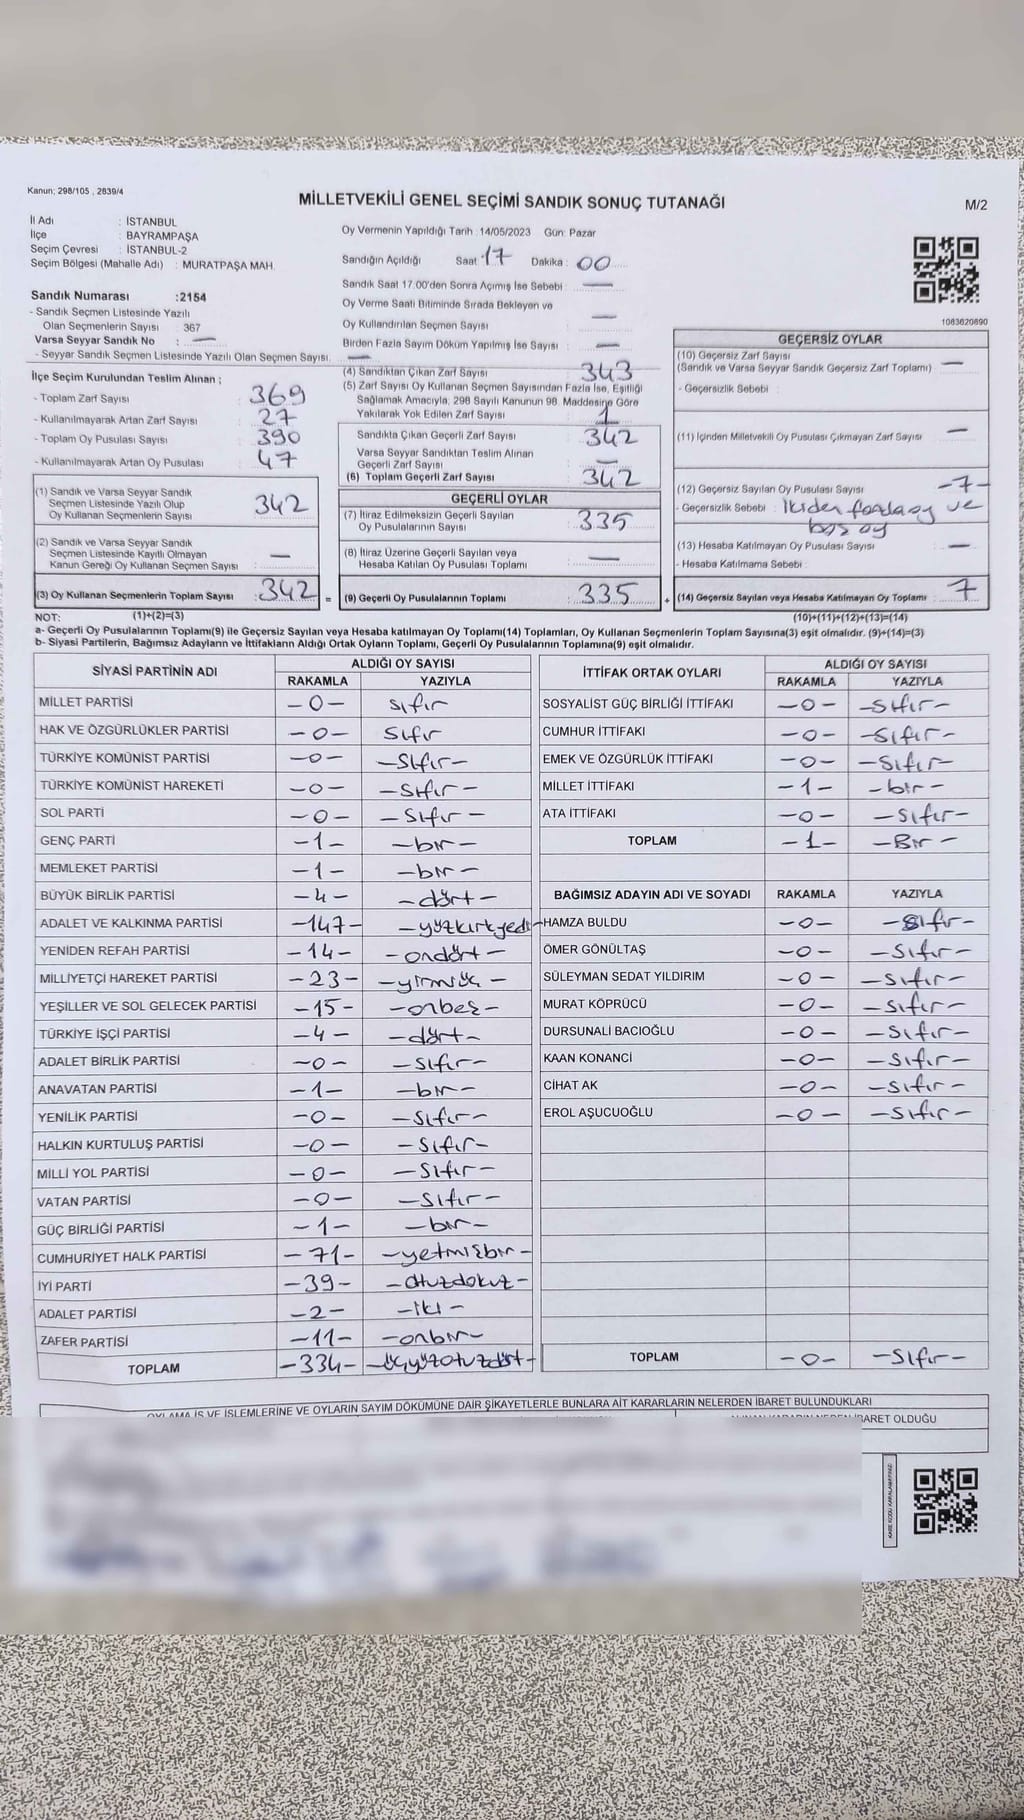 Kanun; 298/105 , 2839/4
MİLLETVEKİLİ GENEL SEÇİMİ SANDIK SONUÇ TUTANAĞI
M/2
İl Adı : İSTANBUL
İlçe : BAYRAMPAŞA
Seçim Çevresi : İSTANBUL-2
Seçim Bölgesi (Mahalle Adı) : MURATPAŞA MAH.
Oy Vermenin Yapıldığı Tarih : 14/05/2023 Gün: Pazar
Sandığın Açıldığı Saat 17 Dakika : 00
Sandık Saat 17.00'den Sonra Açımış İse Sebebi : —
Oy Verme Saati Bitiminde Sırada Bekleyen ve
Oy Kullandırılan Seçmen Sayısı : —
Birden Fazla Sayım Döküm Yapılmış İse Sayısı : —
1083620690
Sandık Numarası : 2154
- Sandık Seçmen Listesinde Yazılı
Olan Seçmenlerin Sayısı : 367
Varsa Seyyar Sandık No : —
- Seyyar Sandık Seçmen Listesinde Yazılı Olan Seçmen Sayısı: —
İlçe Seçim Kurulundan Teslim Alınan ;
- Toplam Zarf Sayısı : 369
- Kullanılmayarak Artan Zarf Sayısı : 27
- Toplam Oy Pusulası Sayısı : 390
- Kullanılmayarak Artan Oy Pusulası : 47
(1) Sandık ve Varsa Seyyar Sandık
Seçmen Listesinde Yazılı Olup
Oy Kullanan Seçmenlerin Sayısı : 342
(2) Sandık ve Varsa Seyyar Sandık
Seçmen Listesinde Kayıtlı Olmayan
Kanun Gereği Oy Kullanan Seçmen Sayısı : —
(3) Oy Kullanan Seçmenlerin Toplam Sayısı : 342 =
(4) Sandıktan Çıkan Zarf Sayısı : 343
(5) Zarf Sayısı Oy Kullanan Seçmen Sayısından Fazla İse, Eşitliği
Sağlamak Amacıyla; 298 Sayılı Kanunun 98. Maddesine Göre
Yakılarak Yok Edilen Zarf Sayısı : 1
Sandıkta Çıkan Geçerli Zarf Sayısı : 342
Varsa Seyyar Sandıktan Teslim Alınan
Geçerli Zarf Sayısı : —
(6) Toplam Geçerli Zarf Sayısı : 342
GEÇERLİ OYLAR
(7) İtiraz Edilmeksizin Geçerli Sayılan
Oy Pusulalarının Sayısı : 335
(8) İtiraz Üzerine Geçerli Sayılan veya
Hesaba Katılan Oy Pusulası Toplamı : —
(9) Geçerli Oy Pusulalarının Toplamı : 335 +
GEÇERSİZ OYLAR
(10) Geçersiz Zarf Sayısı
(Sandık ve Varsa Seyyar Sandık Geçersiz Zarf Toplamı) : —
- Geçersizlik Sebebi :
(11) İçinden Milletvekili Oy Pusulası Çıkmayan Zarf Sayısı : —
(12) Geçersiz Sayılan Oy Pusulası Sayısı : -7-
- Geçersizlik Sebebi : İkiden fazla oy ve
boş oy
(13) Hesaba Katılmayan Oy Pusulası Sayısı : —
- Hesaba Katılmama Sebebi :
(14) Geçersiz Sayılan veya Hesaba Katılmayan Oy Toplamı : 7
NOT: (1)+(2)=(3) (10)+(11)+(12)+(13)=(14)
a- Geçerli Oy Pusulalarının Toplamı(9) ile Geçersiz Sayılan veya Hesaba katılmayan Oy Toplamı(14) Toplamları, Oy Kullanan Seçmenlerin Toplam Sayısına(3) eşit olmalıdır. (9)+(14)=(3)
b- Siyasi Partilerin, Bağımsız Adayların ve İttifakların Aldığı Ortak Oyların Toplamı, Geçerli Oy Pusulalarının Toplamına(9) eşit olmalıdır.
SİYASİ PARTİNİN ADI ALDIĞI OY SAYISI
RAKAMLA YAZIYLA
MİLLET PARTİSİ -0- sıfır
HAK VE ÖZGÜRLÜKLER PARTİSİ -0- Sıfır
TÜRKİYE KOMÜNİST PARTİSİ -0- -Sıfır-
TÜRKİYE KOMÜNİST HAREKETİ -0- -Sıfır-
SOL PARTİ -0- -Sıfır-
GENÇ PARTİ -1- -bır-
MEMLEKET PARTİSİ -1- -bır-
BÜYÜK BİRLİK PARTİSİ -4- -dört-
ADALET VE KALKINMA PARTİSİ -147- -yüzkırkyedi-
YENİDEN REFAH PARTİSİ -14- -ondört-
MİLLİYETÇİ HAREKET PARTİSİ -23- -yirmiüç-
YEŞİLLER VE SOL GELECEK PARTİSİ -15- -onbeş-
TÜRKİYE İŞÇİ PARTİSİ -4- -dört-
ADALET BİRLİK PARTİSİ -0- -sıfır-
ANAVATAN PARTİSİ -1- -bır-
YENİLİK PARTİSİ -0- -sıfır-
HALKIN KURTULUŞ PARTİSİ -0- -Sıfır-
MİLLİ YOL PARTİSİ -0- -Sıfır-
VATAN PARTİSİ -0- -Sıfır-
GÜÇ BİRLİĞİ PARTİSİ -1- -bır-
CUMHURİYET HALK PARTİSİ -71- -yetmişbır-
İYİ PARTİ -39- -otuzdokuz-
ADALET PARTİSİ -2- -iki-
ZAFER PARTİSİ -11- -onbır-
TOPLAM -334- -üçyüzotuzdört-
İTTİFAK ORTAK OYLARI ALDIĞI OY SAYISI
RAKAMLA YAZIYLA
SOSYALİST GÜÇ BİRLİĞİ İTTİFAKI -0- -Sıfır-
CUMHUR İTTİFAKI -0- -Sıfır-
EMEK VE ÖZGÜRLÜK İTTİFAKI -0- -Sıfır-
MİLLET İTTİFAKI -1- -bır-
ATA İTTİFAKI -0- -Sıfır-
TOPLAM -1- -Bır-
BAĞIMSIZ ADAYIN ADI VE SOYADI RAKAMLA YAZIYLA
HAMZA BULDU -0- -sıfır-
ÖMER GÖNÜLTAŞ -0- -Sıfır-
SÜLEYMAN SEDAT YILDIRIM -0- -Sıfır-
MURAT KÖPRÜCÜ -0- -Sıfır-
DURSUNALİ BACIOĞLU -0- -Sıfır-
KAAN KONANCİ -0- -Sıfır-
CİHAT AK -0- -Sıfır-
EROL AŞUCUOĞLU -0- -Sıfır-
TOPLAM -0- -Sıfır-
OYLAMA İŞ VE İŞLEMLERİNE VE OYLARIN SAYIM DÖKÜMÜNE DAİR ŞİKAYETLERLE BUNLARA AİT KARARLARIN NELERDEN İBARET BULUNDUKLARI
İBARET OLDUĞU